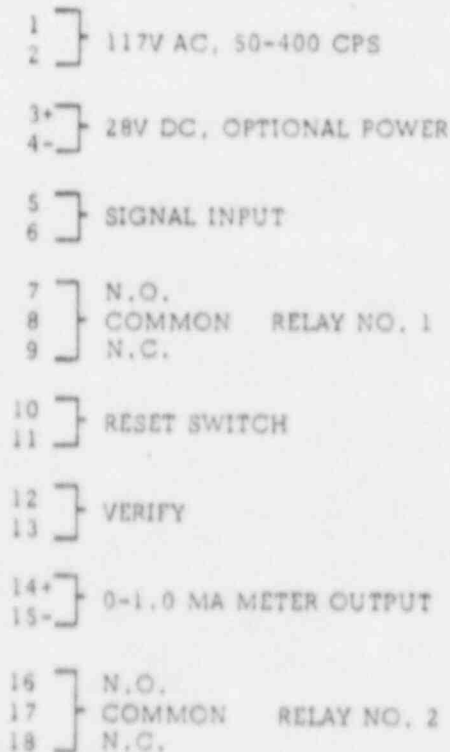 1
2 117V AC, 50-400 CPS
3+
4- 28V DC, OPTIONAL POWER
5
6 SIGNAL INPUT
7 N.O.
8 COMMON RELAY NO. 1
9 N.C.
10
11 RESET SWITCH
12
13 VERIFY
14+
15- 0-1.0 MA METER OUTPUT
16 N.O.
17 COMMON RELAY NO. 2
18 N.C.